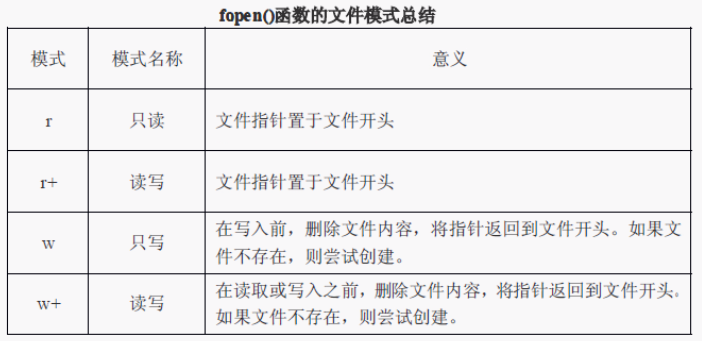 fopen()函数的文件模式总结
模式 模式名称 意义
r 只读 文件指针置于文件开头
r+ 读写 文件指针置于文件开头
w 只写 在写入前，删除文件内容，将指针返回到文件开头。如果文
件不存在，则尝试创建。
w+ 读写 在读取或写入之前，删除文件内容，将指针返回到文件开头。
如果文件不存在，则尝试创建。